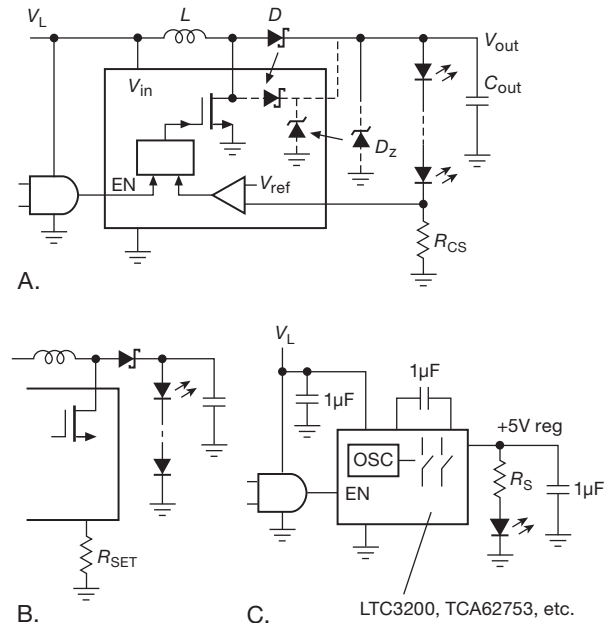 V_L
L
D
V_out
V_in
C_out
D_Z
EN
V_ref
R_CS
A.
V_L
1µF
1µF
+5V reg
OSC
R_S
1µF
EN
R_SET
B.
C.
LTC3200, TCA62753, etc.